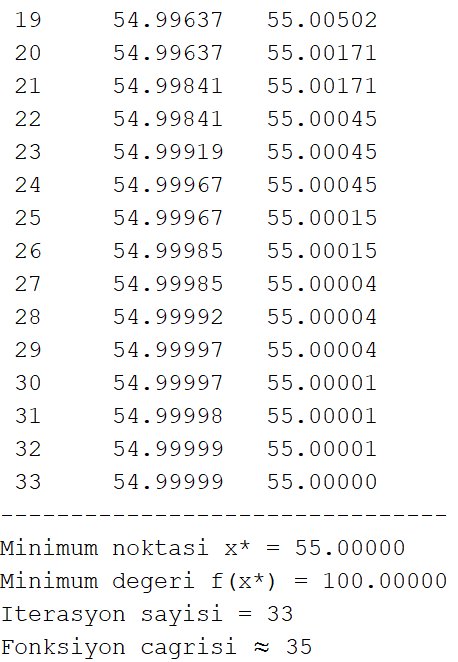 19 54.99637 55.00502
20 54.99637 55.00171
21 54.99841 55.00171
22 54.99841 55.00045
23 54.99919 55.00045
24 54.99967 55.00045
25 54.99967 55.00015
26 54.99985 55.00015
27 54.99985 55.00004
28 54.99992 55.00004
29 54.99997 55.00004
30 54.99997 55.00001
31 54.99998 55.00001
32 54.99999 55.00001
33 54.99999 55.00000
--------------------------------
Minimum noktasi x* = 55.00000
Minimum degeri f(x*) = 100.00000
Iterasyon sayisi = 33
Fonksiyon cagrisi ≈ 35